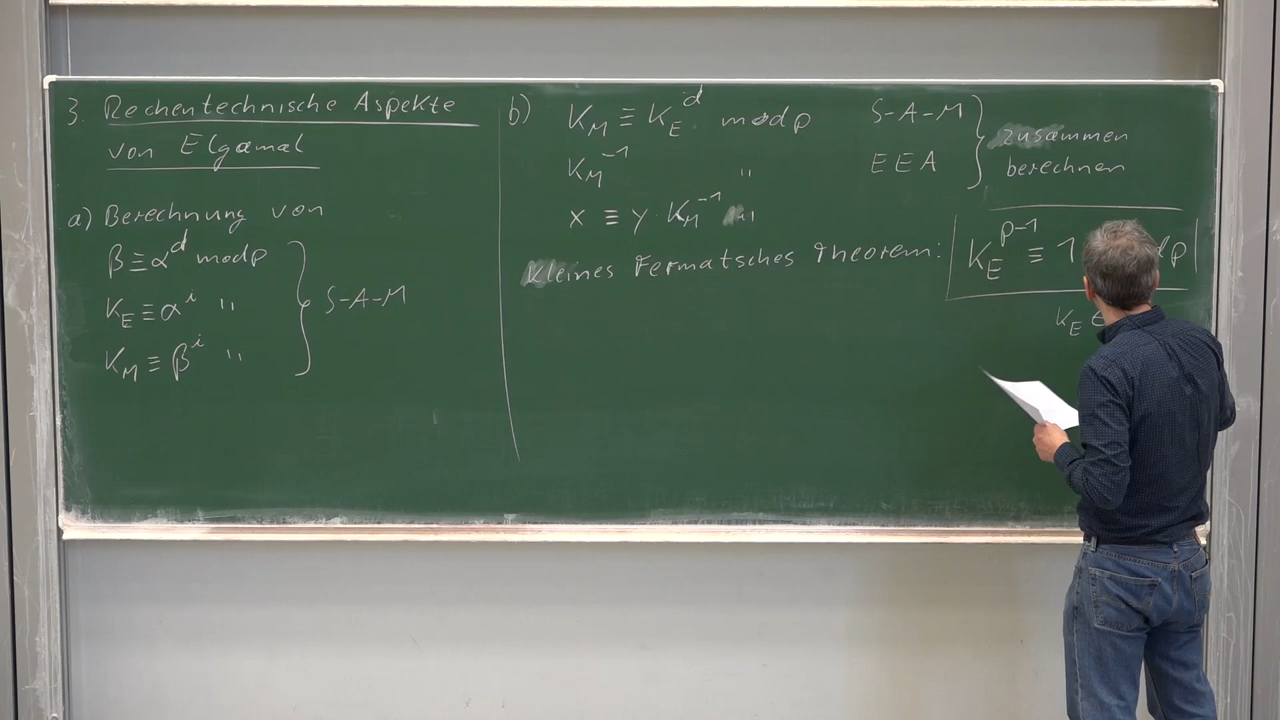 3. Rechentechnische Aspekte
von Elgamal
a) Berechnung von
β ≡ α^d mod p
K_E ≡ α^i "
K_M ≡ β^i "
S-A-M
b) K_M ≡ K_E^d mod p S-A-M
K_M^-1 " EEA
zusammen
berechnen
x ≡ y · K_M^-1 "
Kleines Fermatsches Theorem: K_E^p-1 ≡ 1 p
K_E